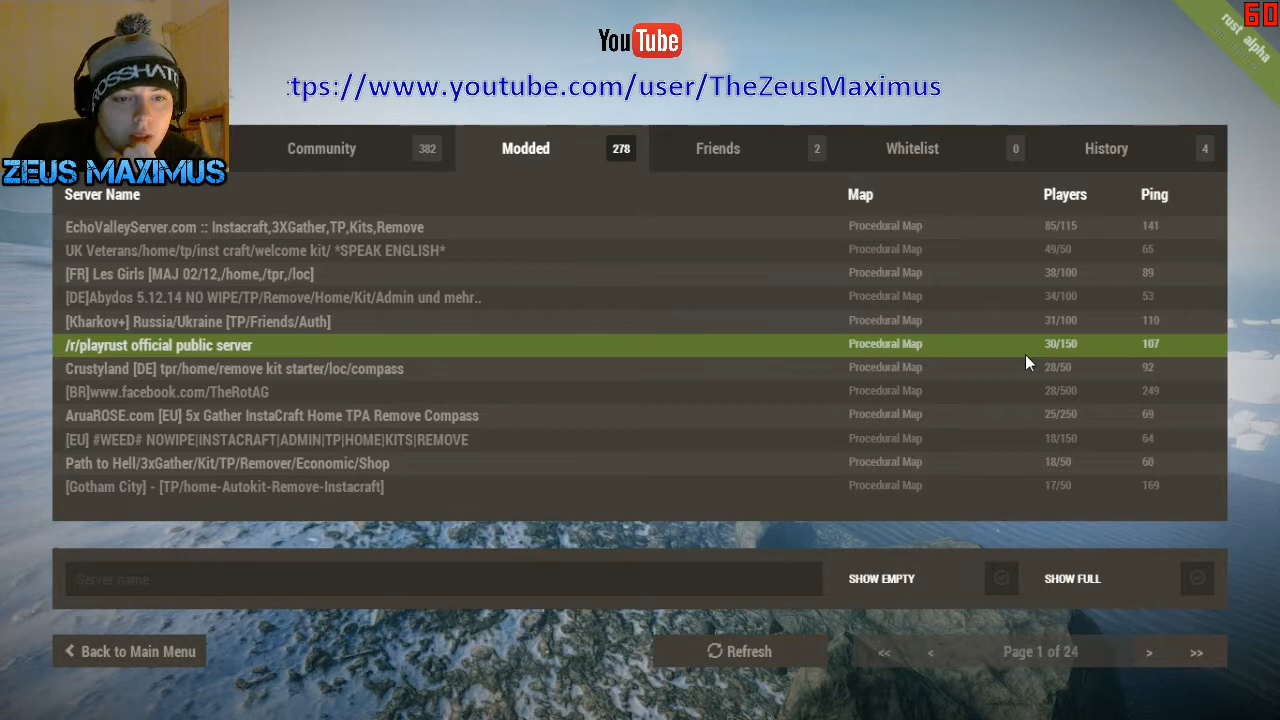 60
rust alpha
YouTube
tps://www.youtube.com/user/TheZeusMaximus
ZEUS MAXIMUS
Community 382 Modded 278 Friends 2 Whitelist 0 History 4
Server Name Map Players Ping
EchoValleyServer.com :: Instacraft,3XGather,TP,Kits,Remove Procedural Map 85/115 141
UK Veterans/home/tp/inst craft/welcome kit/ *SPEAK ENGLISH* Procedural Map 49/50 65
[FR] Les Girls [MAJ 02/12,/home,/tpr,/loc] Procedural Map 38/100 89
[DE]Abydos 5.12.14 NO WIPE/TP/Remove/Home/Kit/Admin und mehr.. Procedural Map 34/100 53
[Kharkov+] Russia/Ukraine [TP/Friends/Auth] Procedural Map 31/100 110
/r/playrust official public server Procedural Map 30/150 107
Crustyland [DE] tpr/home/remove kit starter/loc/compass Procedural Map 28/50 92
[BR]www.facebook.com/TheRotAG Procedural Map 28/500 249
AruaROSE.com [EU] 5x Gather InstaCraft Home TPA Remove Compass Procedural Map 25/250 69
[EU] #WEED# NOWIPE|INSTACRAFT|ADMIN|TP|HOME|KITS|REMOVE Procedural Map 18/150 64
Path to Hell/3xGather/Kit/TP/Remover/Economic/Shop Procedural Map 18/50 60
[Gotham City] - [TP/home-Autokit-Remove-Instacraft] Procedural Map 17/50 169
Server name SHOW EMPTY SHOW FULL
Back to Main Menu Refresh << < Page 1 of 24 > >>